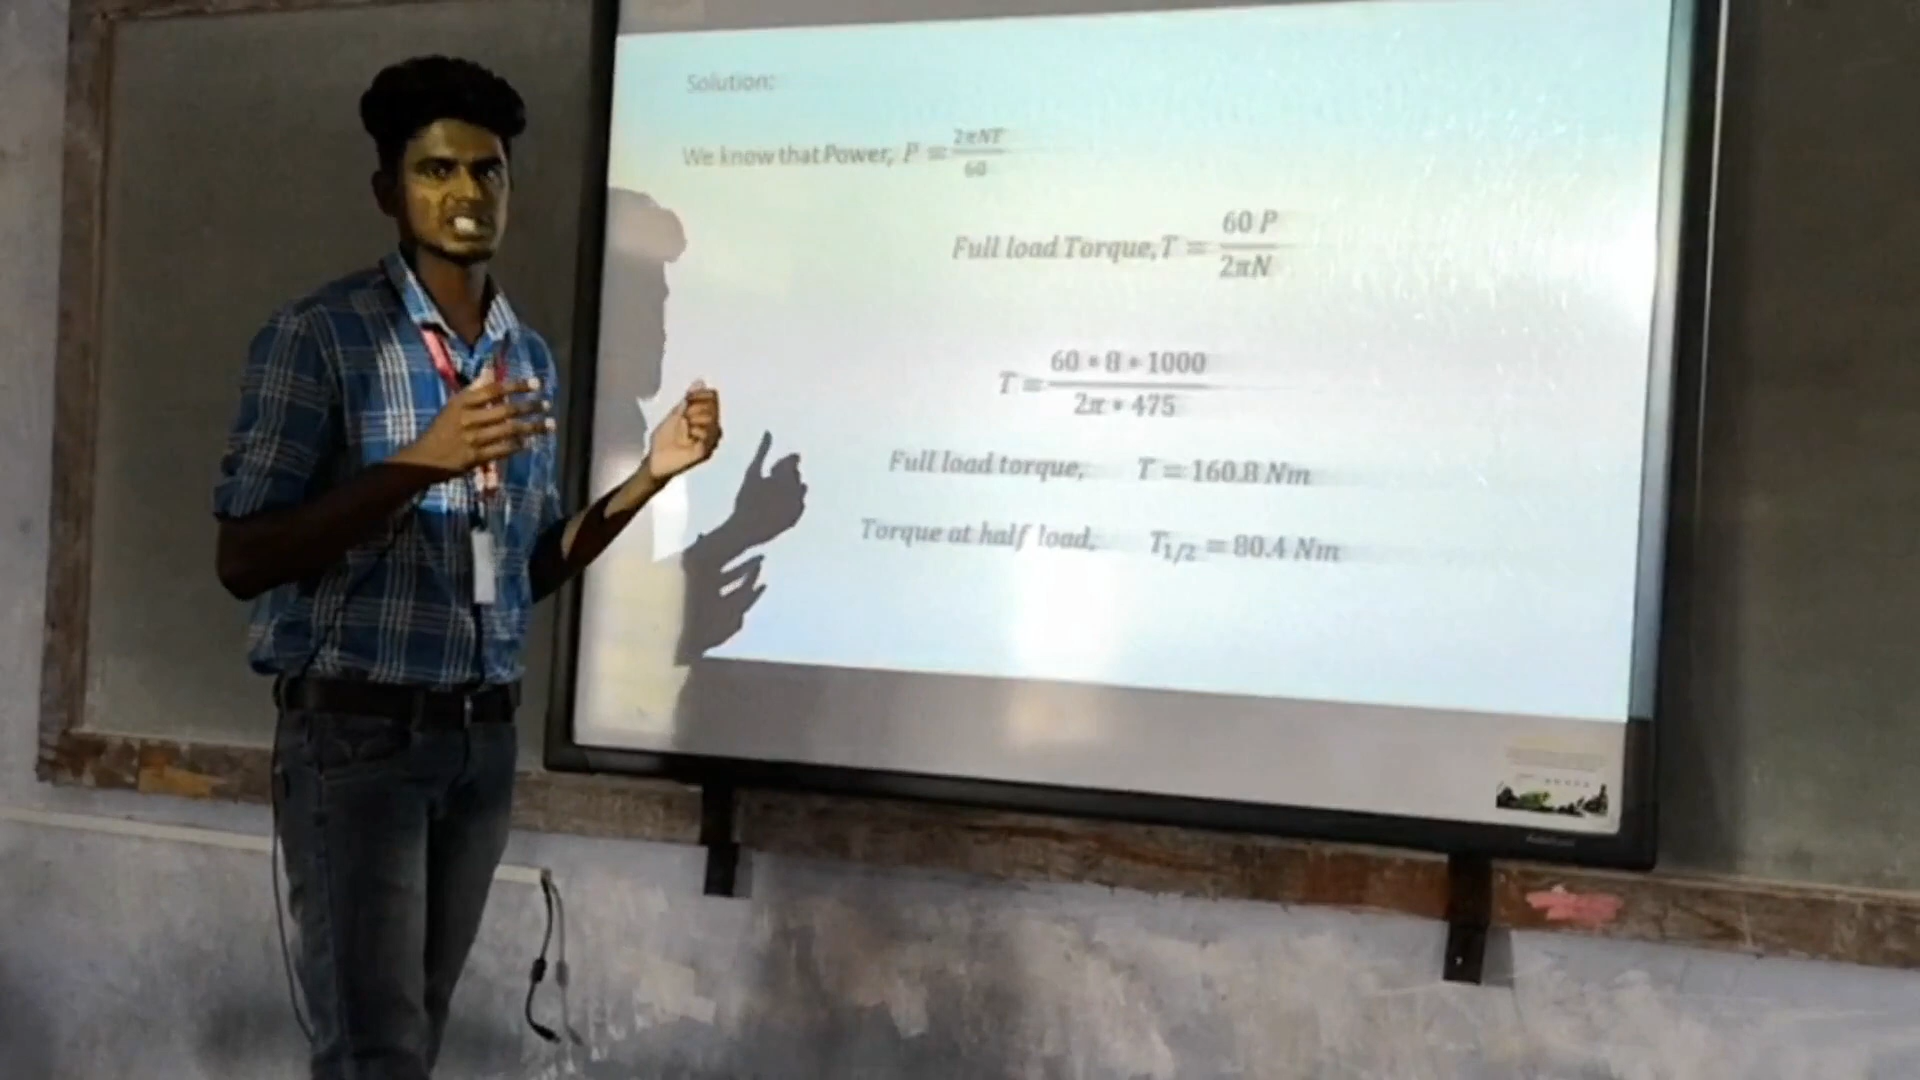 Solution:
We know that Power, P = 2πNT / 60
Full load Torque, T = 60 P / 2πN
T = 60 * 8 * 1000 / 2π * 475
Full load torque, T = 160.8 Nm
Torque at half load, T1/2 = 80.4 Nm